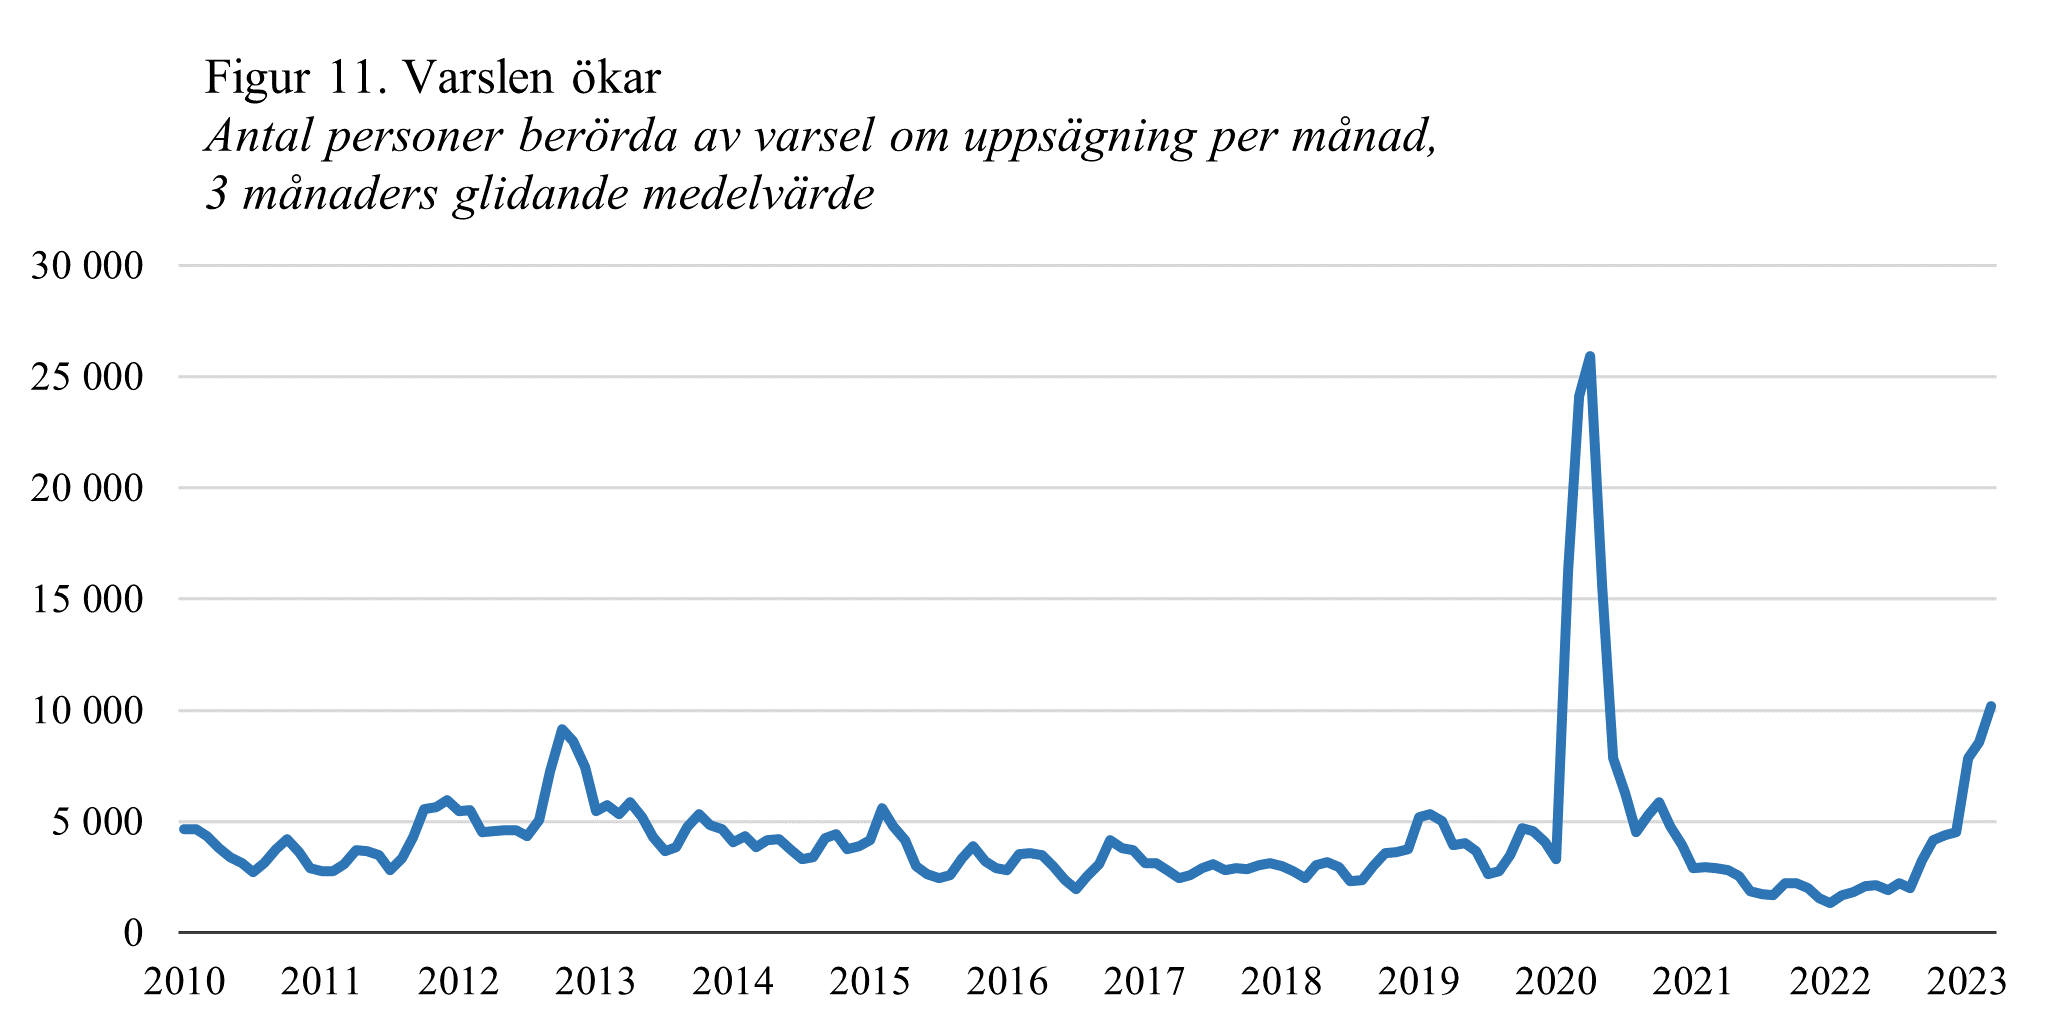 Figur 11. Varslen ökar
Antal personer berörda av varsel om uppsägning per månad,
3 månaders glidande medelvärde
30 000
25 000
20 000
15 000
10 000
5 000
0
2010 2011 2012 2013 2014 2015 2016 2017 2018 2019 2020 2021 2022 2023